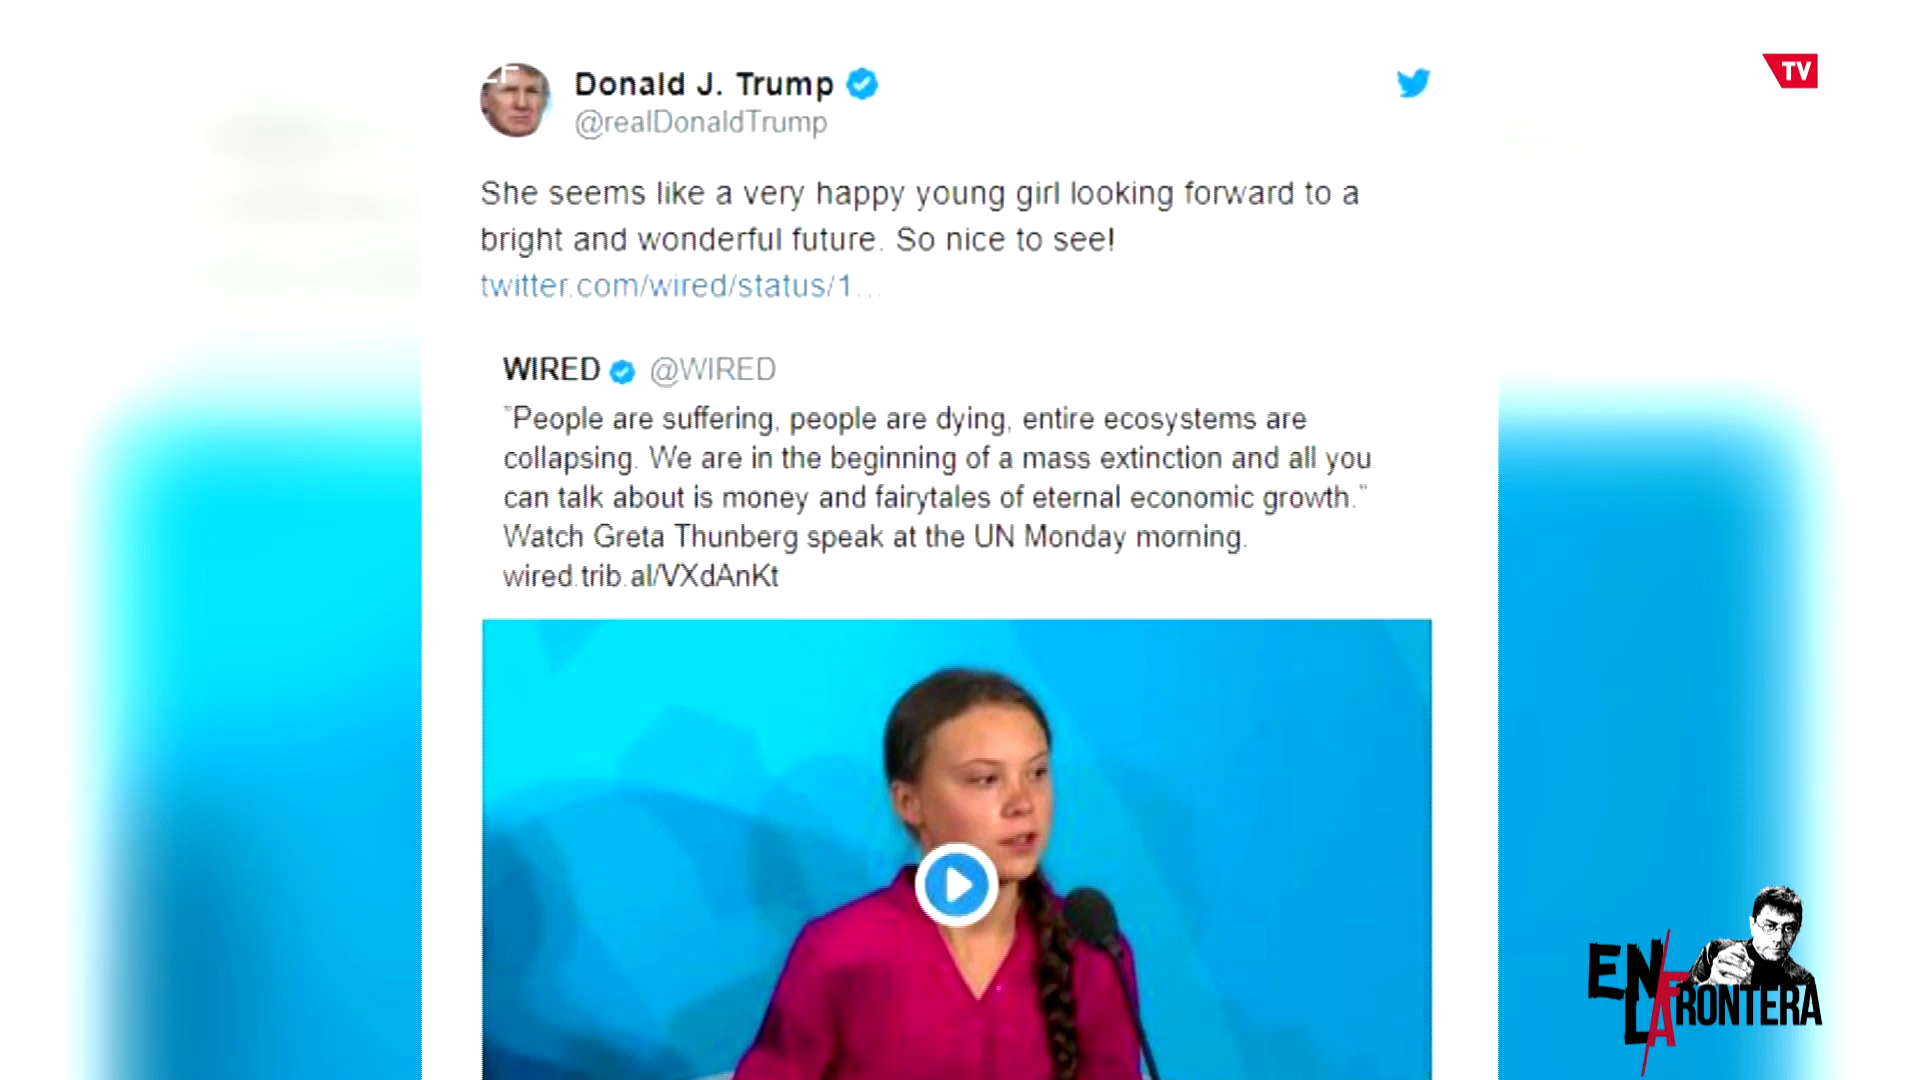 TV
Donald J. Trump
@realDonaldTrump
She seems like a very happy young girl looking forward to a
bright and wonderful future. So nice to see!
twitter.com/wired/status/1...
WIRED @WIRED
"People are suffering, people are dying, entire ecosystems are
collapsing. We are in the beginning of a mass extinction and all you
can talk about is money and fairytales of eternal economic growth."
Watch Greta Thunberg speak at the UN Monday morning.
wired.trib.al/VXdAnKt
EN
LA FRONTERA